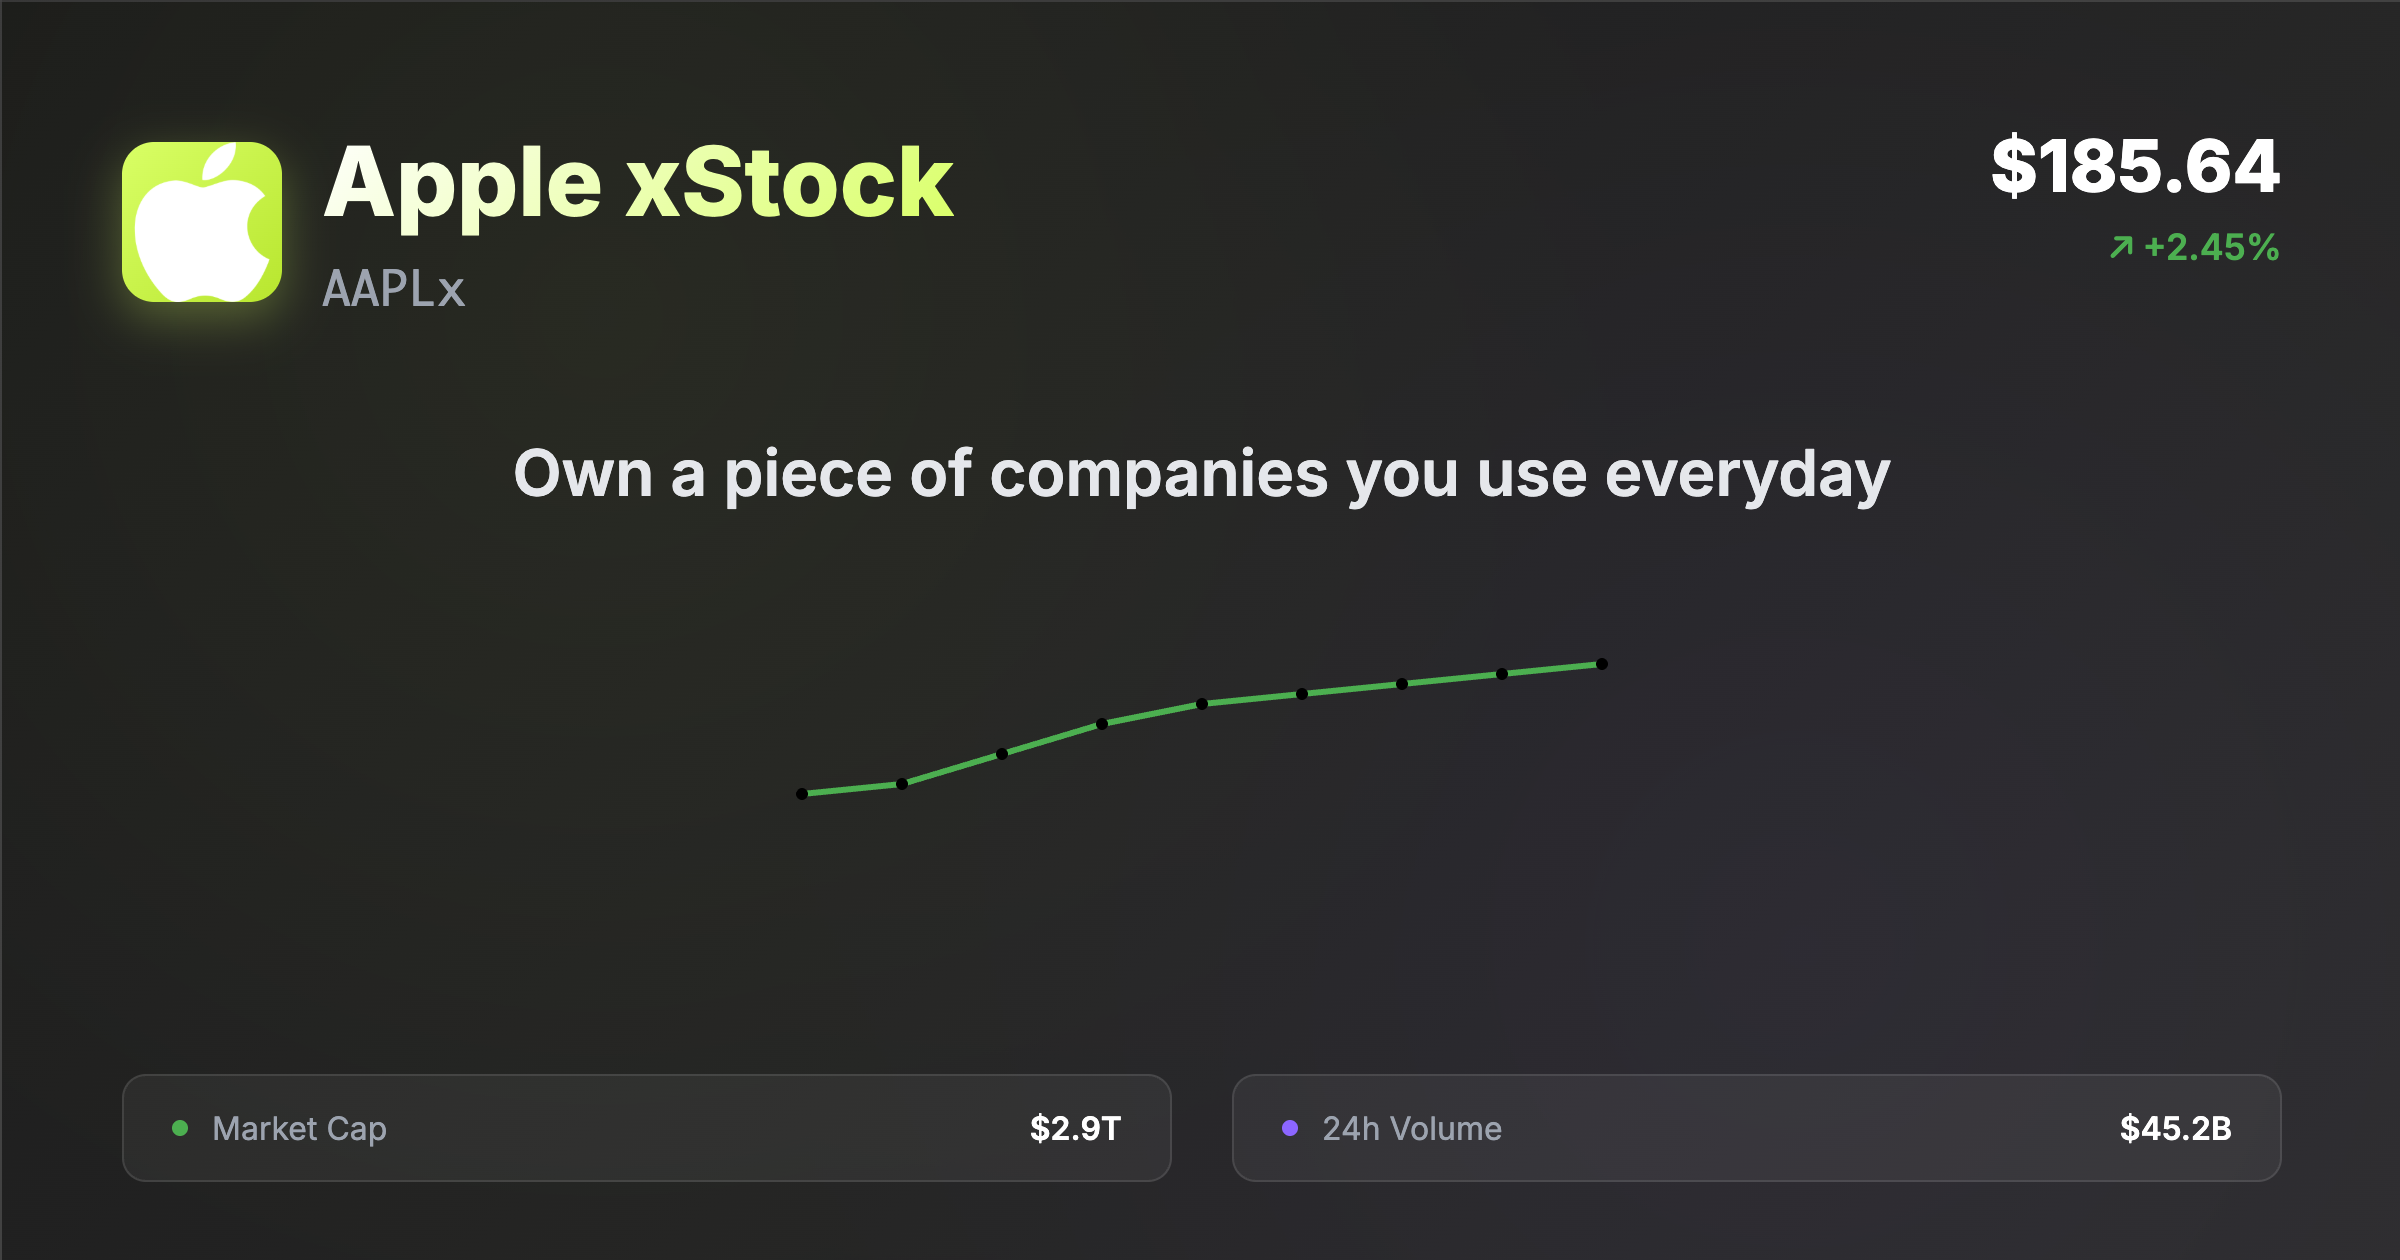 Apple xStock
AAPLx
$185.64
+2.45%
Own a piece of companies you use everyday
Market Cap
$2.9T
24h Volume
$45.2B